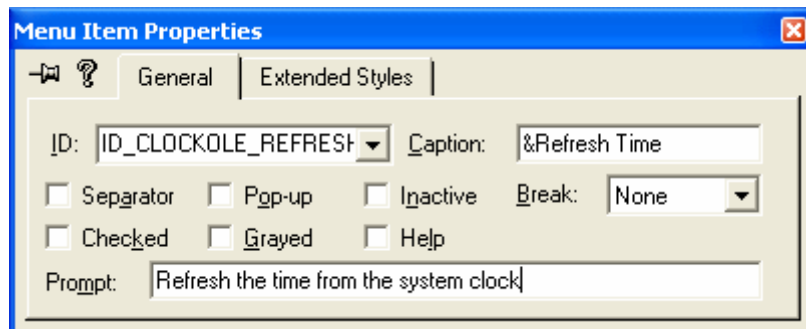 Menu Item Properties
General Extended Styles
ID: ID_CLOCKOLE_REFRESH Caption: &Refresh Time
Separator Pop-up Inactive Break: None
Checked Grayed Help
Prompt: Refresh the time from the system clock